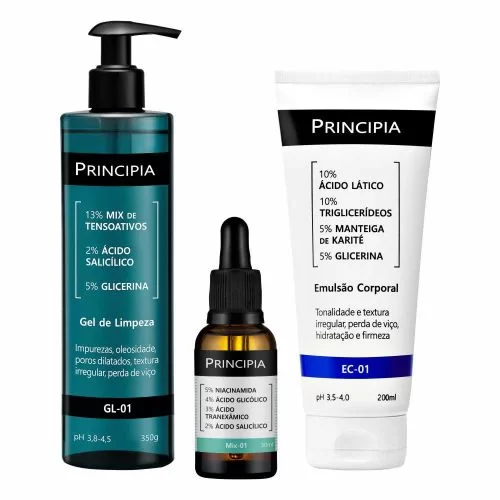 PRINCIPIA
13% MIX DE
TENSOATIVOS
2% ÁCIDO
SALICÍLICO
5% GLICERINA
Gel de Limpeza
Impurezas, oleosidade,
poros dilatados, textura
irregular, perda de viço
GL-01
pH 3,8-4,5 350g
PRINCIPIA
5% NIACINAMIDA
4% ÁCIDO GLICÓLICO
3% ÁCIDO
TRANEXÂMICO
2% ÁCIDO SALICÍLICO
Mix-01
PRINCIPIA
10%
ÁCIDO LÁTICO
10%
TRIGLICERÍDEOS
5% MANTEIGA
DE KARITÉ
5% GLICERINA
Emulsão Corporal
Tonalidade e textura
irregular, perda de viço,
hidratação e firmeza
EC-01
pH 3.5-4.0 200ml